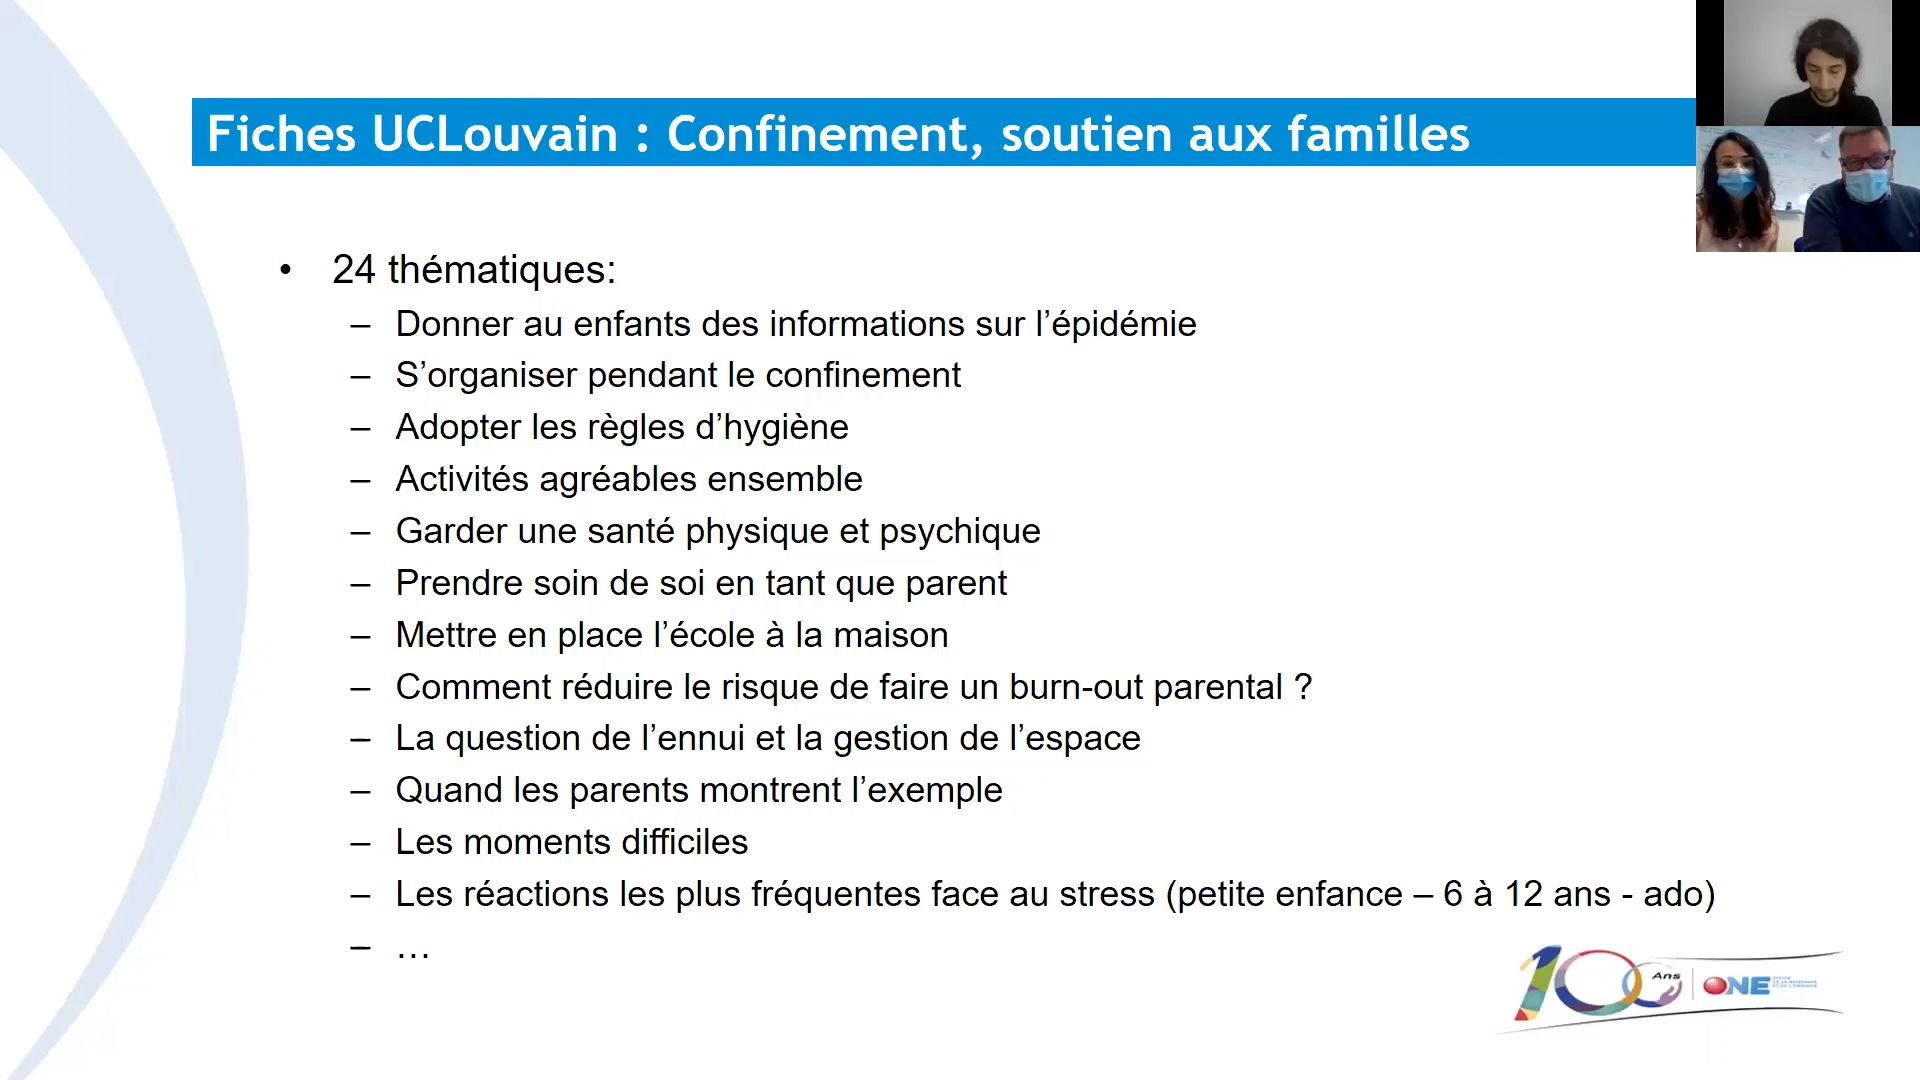 Fiches UCLouvain : Confinement, soutien aux familles
• 24 thématiques:
– Donner au enfants des informations sur l’épidémie
– S’organiser pendant le confinement
– Adopter les règles d’hygiène
– Activités agréables ensemble
– Garder une santé physique et psychique
– Prendre soin de soi en tant que parent
– Mettre en place l’école à la maison
– Comment réduire le risque de faire un burn-out parental ?
– La question de l’ennui et la gestion de l’espace
– Quand les parents montrent l’exemple
– Les moments difficiles
– Les réactions les plus fréquentes face au stress (petite enfance – 6 à 12 ans - ado)
– …
100 Ans
ONE